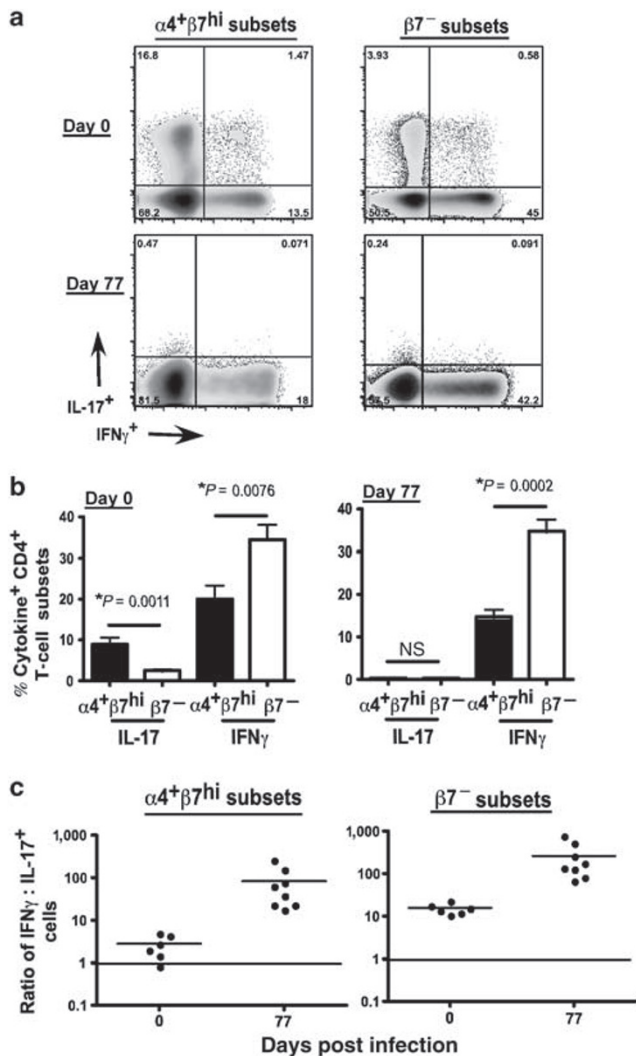 a
α4⁺β7ʰⁱ subsets
β7⁻ subsets
Day 0
16.8 1.47
68.2 13.5
3.93 0.58
50.5 45
Day 77
0.47 0.071
81.5 18
0.24 0.091
42.2
IL-17⁺
IFNγ⁺
b
% Cytokine⁺ CD4⁺
T-cell subsets
Day 0
*P = 0.0076
*P = 0.0011
40
30
20
10
0
α4⁺β7ʰⁱ β7⁻ α4⁺β7ʰⁱ β7⁻
IL-17 IFNγ
Day 77
*P = 0.0002
NS
40
30
20
10
0
α4⁺β7ʰⁱ β7⁻ α4⁺β7ʰⁱ β7⁻
IL-17 IFNγ
c
α4⁺β7ʰⁱ subsets
β7⁻ subsets
Ratio of IFNγ : IL-17⁺
cells
1,000
100
10
1
0.1
0 77
1,000
100
10
1
0.1
0 77
Days post infection